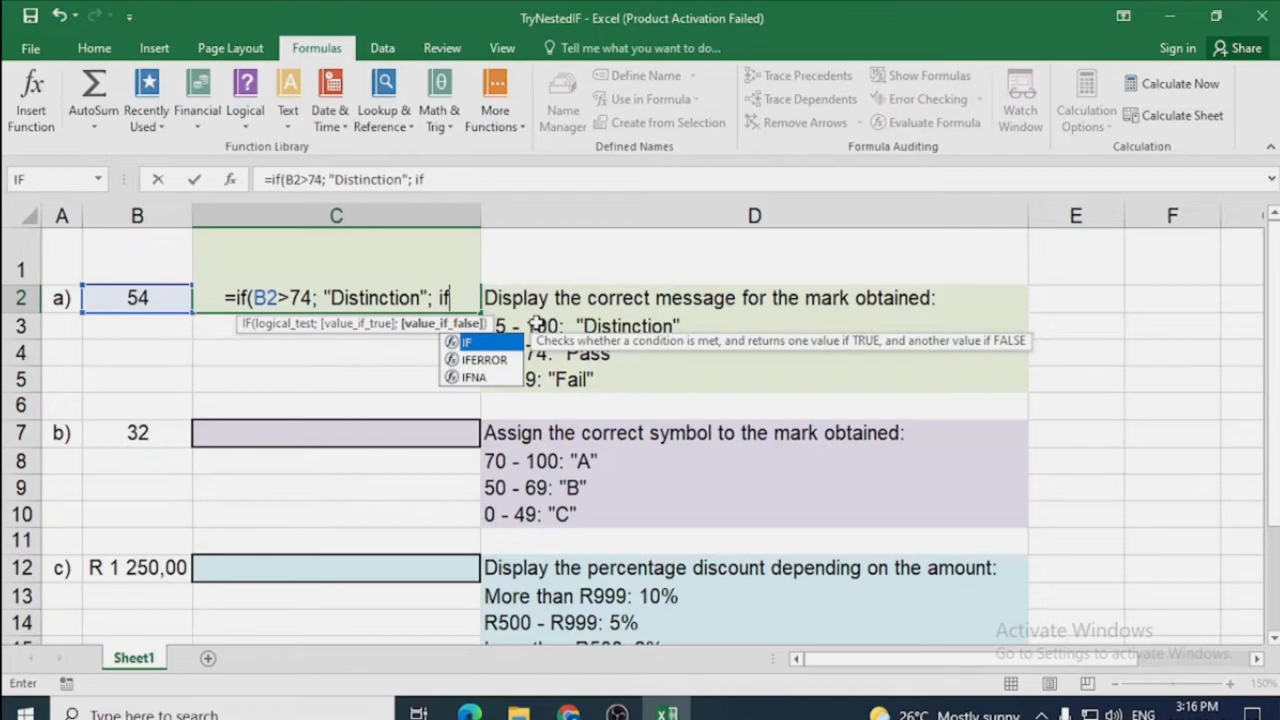 TryNestedIF - Excel (Product Activation Failed)
File Home Insert Page Layout Formulas Data Review View Tell me what you want to do... Sign in Share
fx Insert Function
Σ AutoSum
Recently Used
Financial
? Logical
A Text
Date & Time
Lookup & Reference
θ Math & Trig
More Functions
Function Library
Name Manager
Define Name
Use in Formula
Create from Selection
Defined Names
Trace Precedents
Trace Dependents
Remove Arrows
Show Formulas
Error Checking
Evaluate Formula
Formula Auditing
Watch Window
Calculation Options
Calculate Now
Calculate Sheet
Calculation
IF fx =if(B2>74; "Distinction"; if
A B C D E F
1
2 a) 54 =if(B2>74; "Distinction"; if Display the correct message for the mark obtained:
IF(logical_test; [value_if_true]; [value_if_false])
3 5 - 100: "Distinction"
IF Checks whether a condition is met, and returns one value if TRUE, and another value if FALSE
4 74: "Pass"
IFERROR
IFNA
5 9: "Fail"
6
7 b) 32 Assign the correct symbol to the mark obtained:
8 70 - 100: "A"
9 50 - 69: "B"
10 0 - 49: "C"
11
12 c) R 1 250,00 Display the percentage discount depending on the amount:
13 More than R999: 10%
14 R500 - R999: 5%
15
Activate Windows
Go to Settings to activate Windows.
Sheet1
Enter 150%
Type here to search 26°C Mostly sunny ENG 3:16 PM